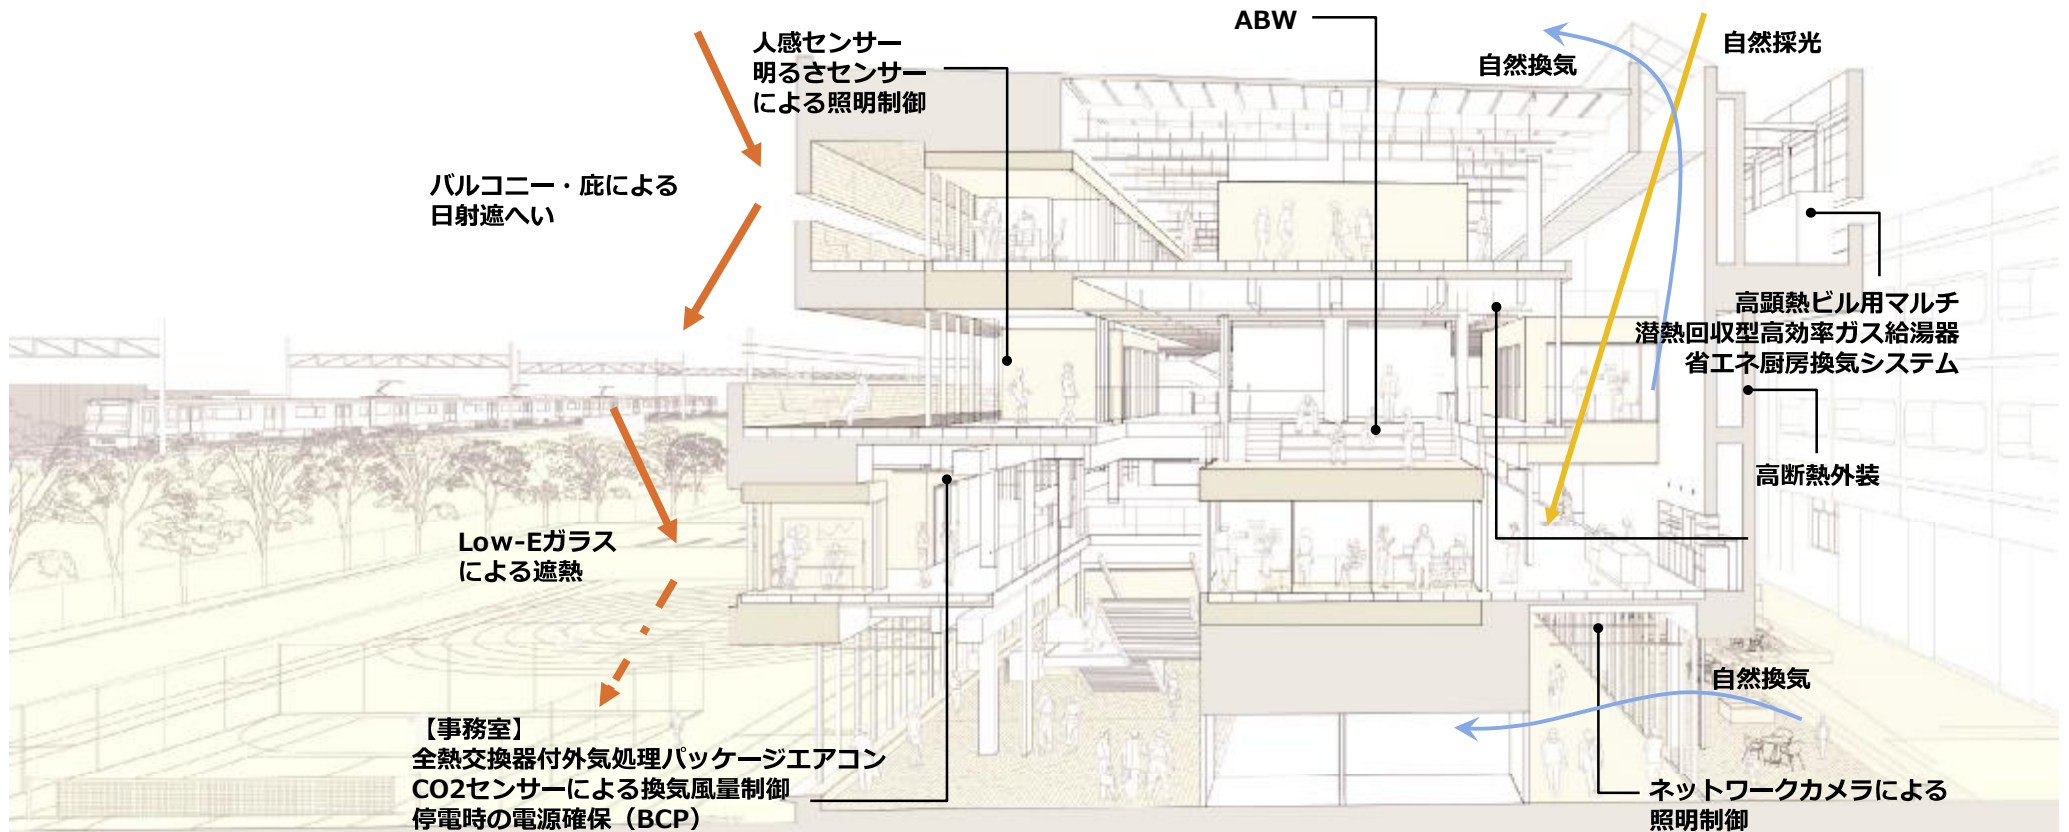 ABW
自然採光
人感センサー
明るさセンサー
による照明制御
自然換気
バルコニー・庇による
日射遮へい
高顕熱ビル用マルチ
潜熱回収型高効率ガス給湯器
省エネ厨房換気システム
高断熱外装
Low-Eガラス
による遮熱
自然換気
【事務室】
全熱交換器付外気処理パッケージエアコン
CO2センサーによる換気風量制御
停電時の電源確保（BCP）
ネットワークカメラによる
照明制御